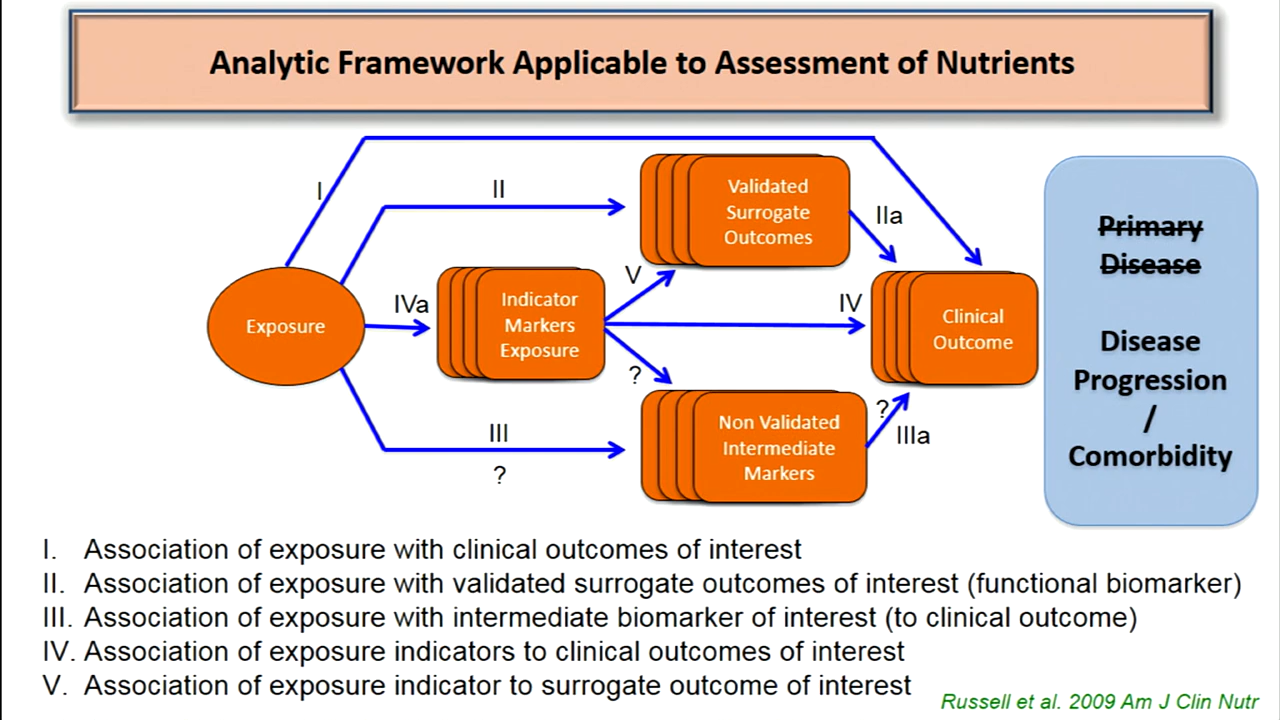 Analytic Framework Applicable to Assessment of Nutrients
I
II
Validated
Surrogate
Outcomes
IIa
Primary
Disease
V
IVa
Indicator
Markers
Exposure
IV
Exposure
Clinical
Outcome
Disease
Progression
/
Comorbidity
?
?
III
?
Non Validated
Intermediate
Markers
IIIa
I. Association of exposure with clinical outcomes of interest
II. Association of exposure with validated surrogate outcomes of interest (functional biomarker)
III. Association of exposure with intermediate biomarker of interest (to clinical outcome)
IV. Association of exposure indicators to clinical outcomes of interest
V. Association of exposure indicator to surrogate outcome of interest
Russell et al. 2009 Am J Clin Nutr